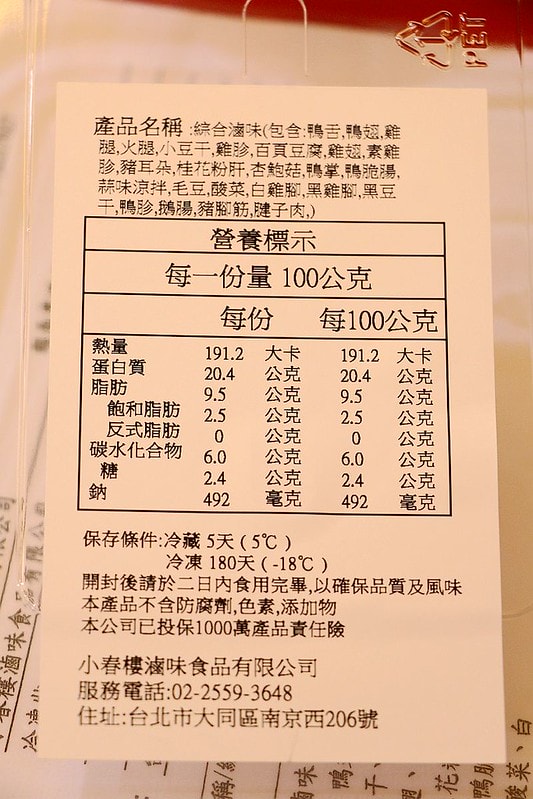 PET
產品名稱:綜合滷味(包含:鴨舌,鴨翅,雞
腿,火腿,小豆干,雞胗,百頁豆腐,雞翅,素雞
胗,豬耳朵,桂花粉肝,杏鮑菇,鴨掌,鴨脆腸,
蒜味涼拌,毛豆,酸菜,白雞腳,黑雞腳,黑豆
干,鴨胗,鵝腸,豬腳筋,腱子肉,)
營養標示
每一份量 100公克
每份 每100公克
熱量 191.2 大卡 191.2 大卡
蛋白質 20.4 公克 20.4 公克
脂肪 9.5 公克 9.5 公克
飽和脂肪 2.5 公克 2.5 公克
反式脂肪 0 公克 0 公克
碳水化合物 6.0 公克 6.0 公克
糖 2.4 公克 2.4 公克
鈉 492 毫克 492 毫克
保存條件:冷藏 5天 ( 5℃ )
冷凍 180天 ( -18℃ )
開封後請於二日內食用完畢,以確保品質及風味
本產品不含防腐劑,色素,添加物
本公司已投保1000萬產品責任險
小春樓滷味食品有限公司
服務電話:02-2559-3648
住址:台北市大同區南京西206號